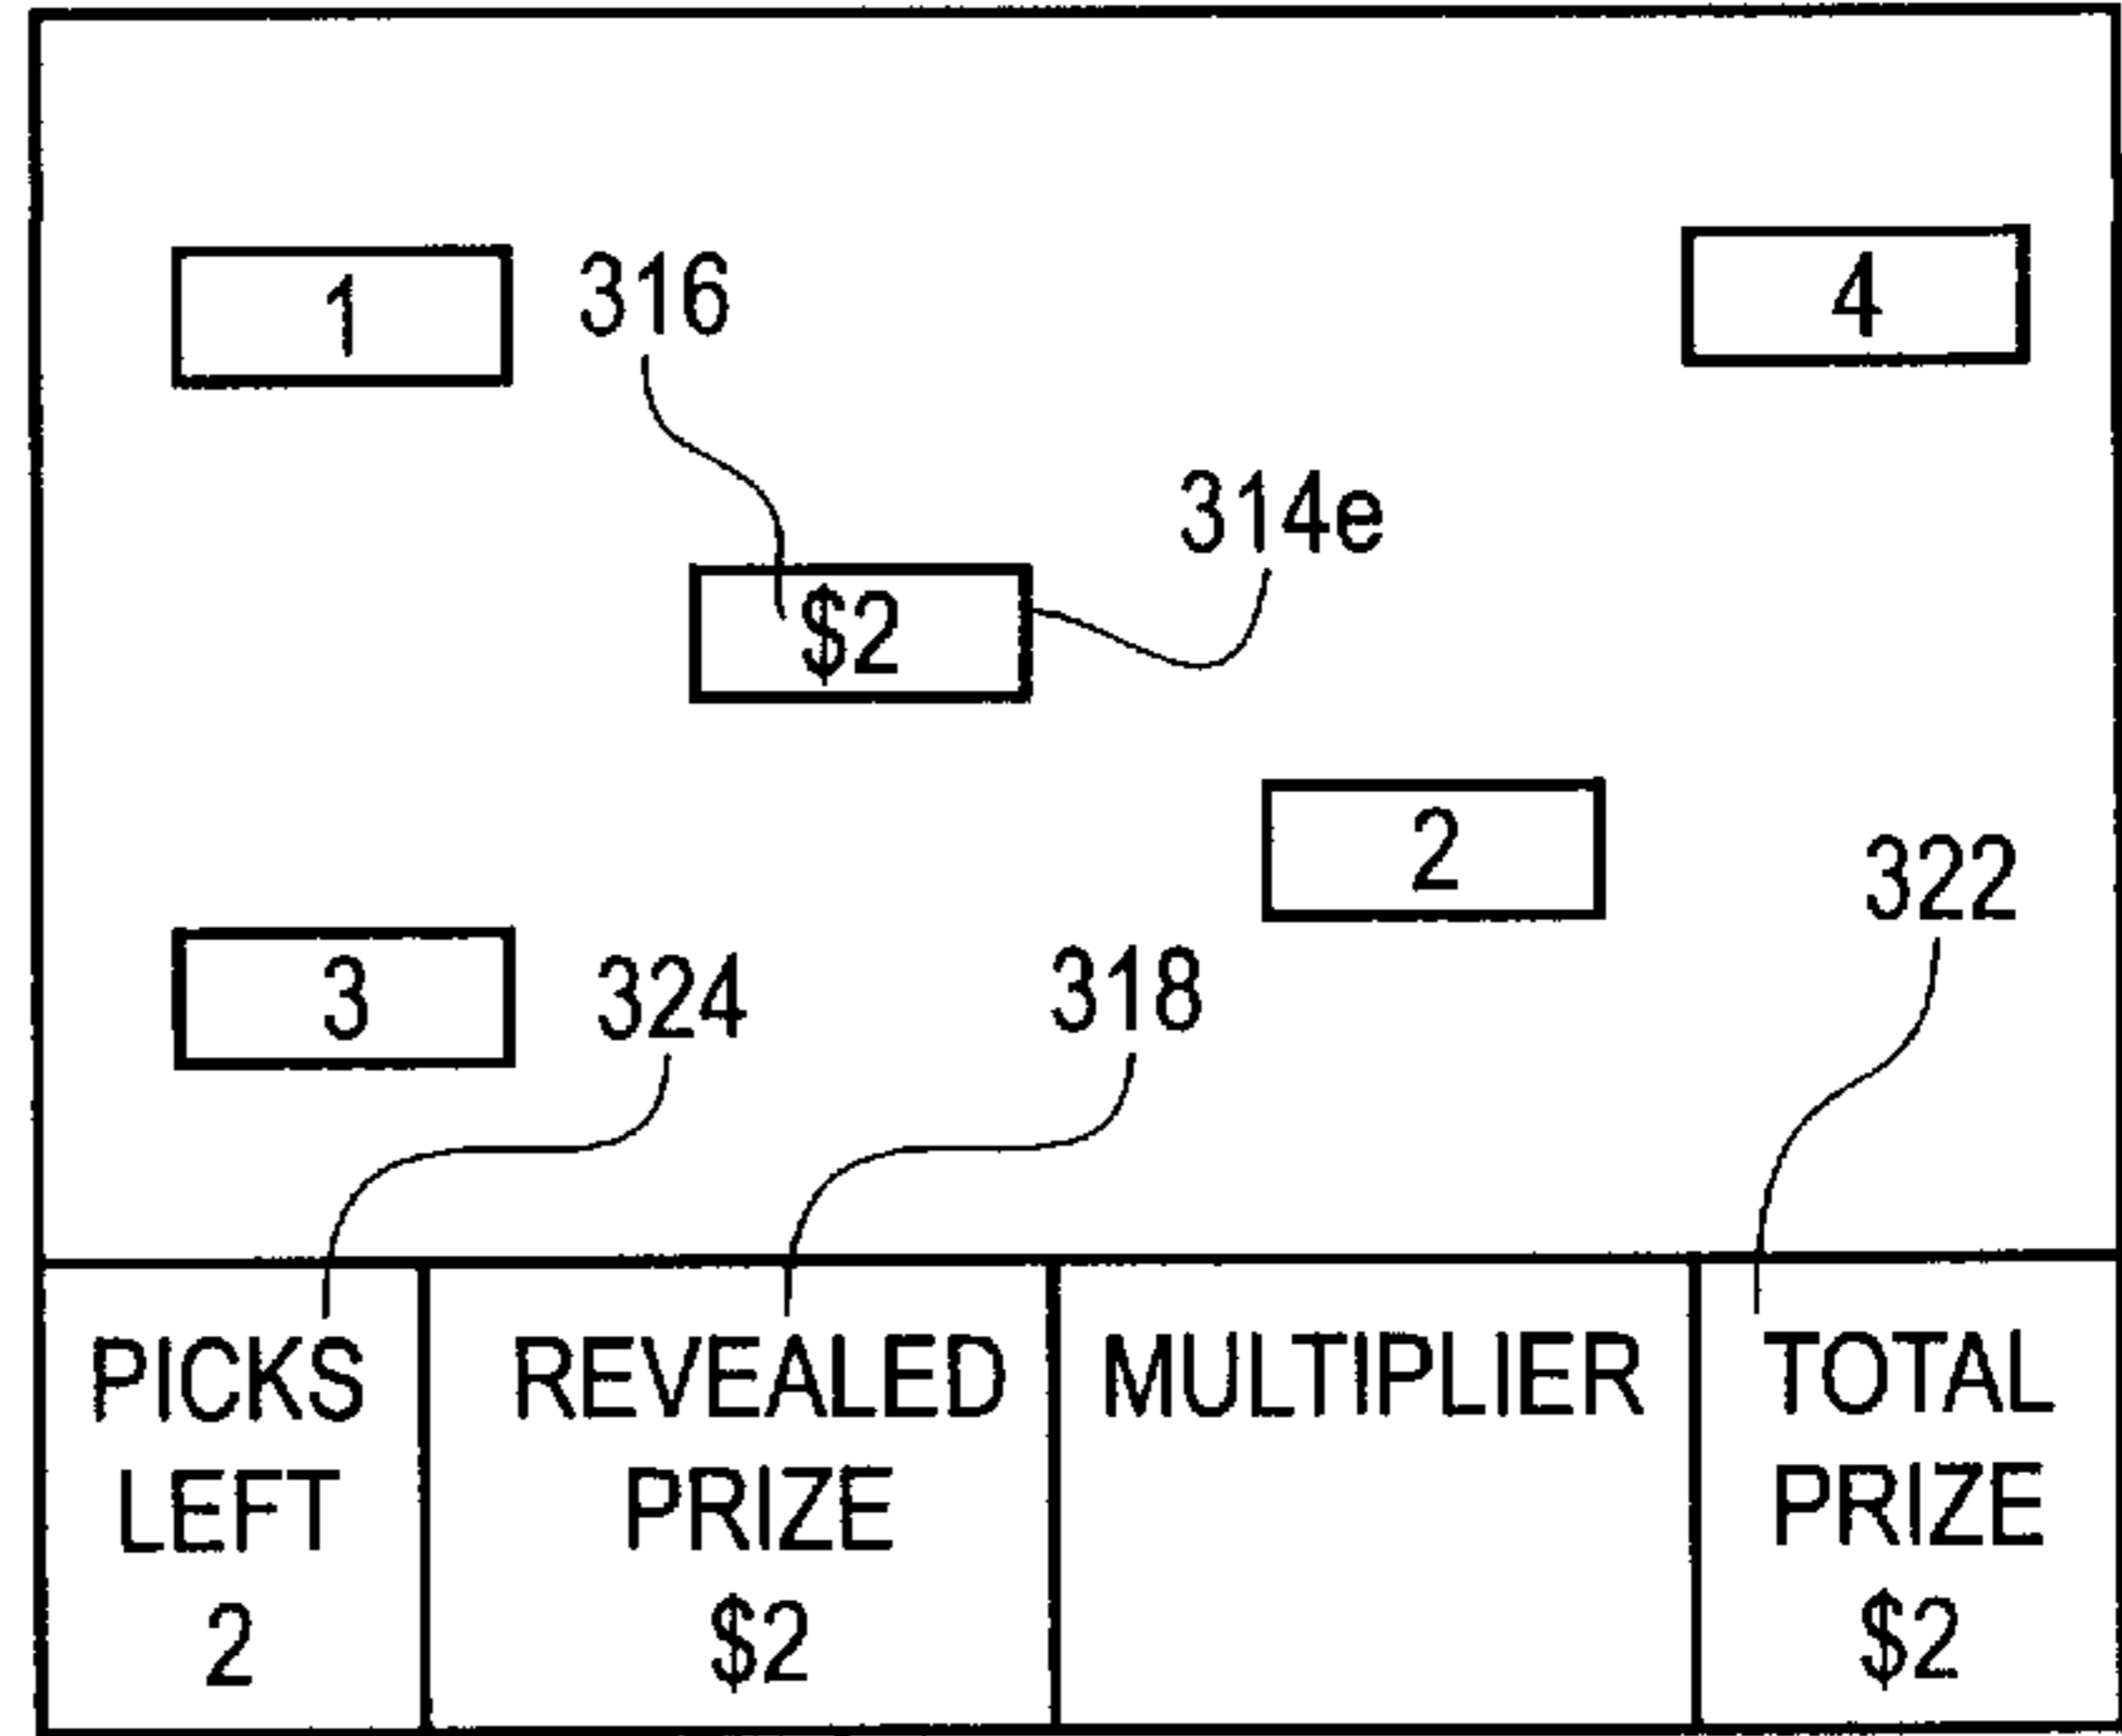 1
316
4
314e
$2
2
322
3
324
318
PICKS LEFT 2
REVEALED PRIZE $2
MULTIPLIER
TOTAL PRIZE $2